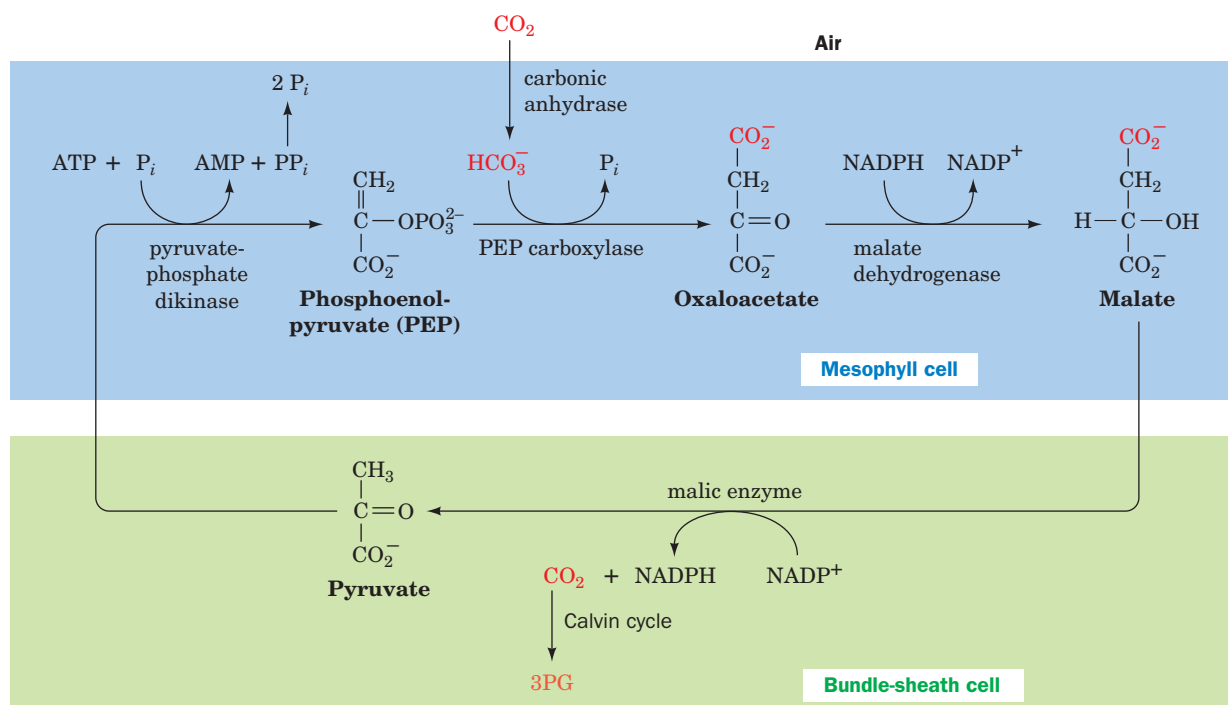 CO₂
Air
carbonic
anhydrase
2 Pᵢ
ATP + Pᵢ AMP + PPᵢ
HCO₃⁻ Pᵢ
NADPH NADP⁺
CH₂
C—OPO₃²⁻
CO₂⁻
pyruvate-
phosphate
dikinase
Phosphoenol-
pyruvate (PEP)
PEP carboxylase
CO₂⁻
CH₂
C=O
CO₂⁻
Oxaloacetate
malate
dehydrogenase
CO₂⁻
CH₂
H—C—OH
CO₂⁻
Malate
Mesophyll cell
CH₃
C=O
CO₂⁻
Pyruvate
malic enzyme
CO₂ + NADPH NADP⁺
Calvin cycle
3PG
Bundle-sheath cell